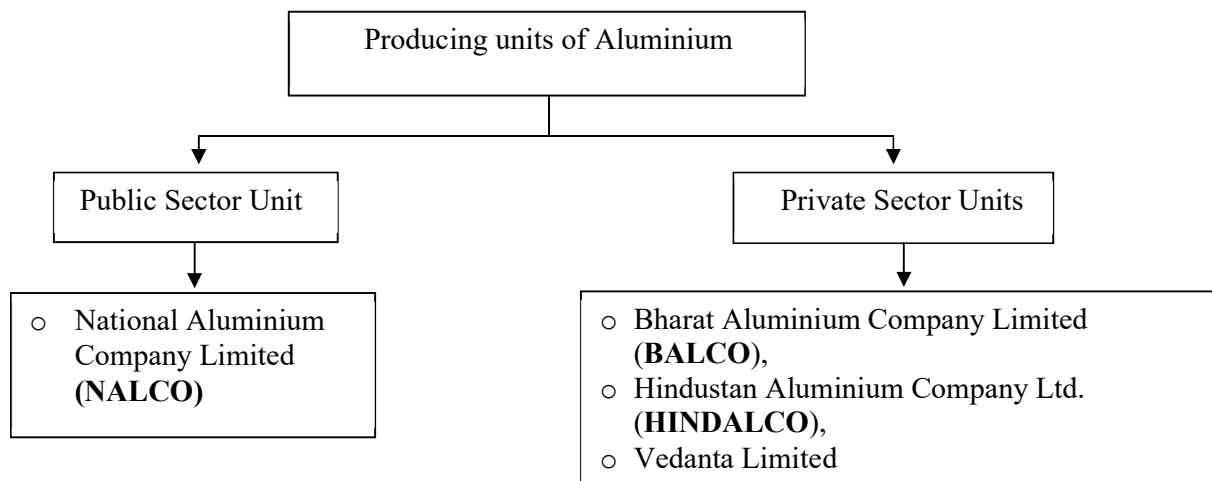 Producing units of Aluminium
Public Sector Unit
Private Sector Units
o National Aluminium
Company Limited
(NALCO)
o Bharat Aluminium Company Limited
(BALCO),
o Hindustan Aluminium Company Ltd.
(HINDALCO),
o Vedanta Limited